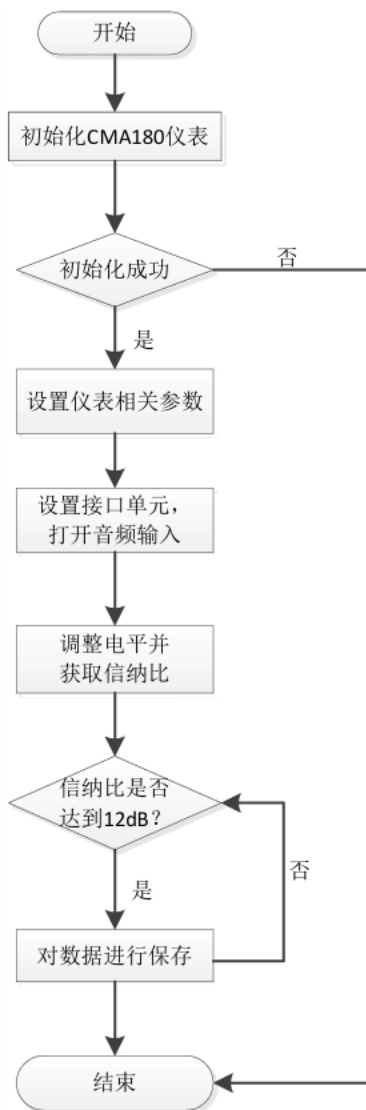 开始
初始化CMA180仪表
初始化成功
否
是
设置仪表相关参数
设置接口单元，
打开音频输入
调整电平并
获取信纳比
信纳比是否
达到12dB？
否
是
对数据进行保存
结束